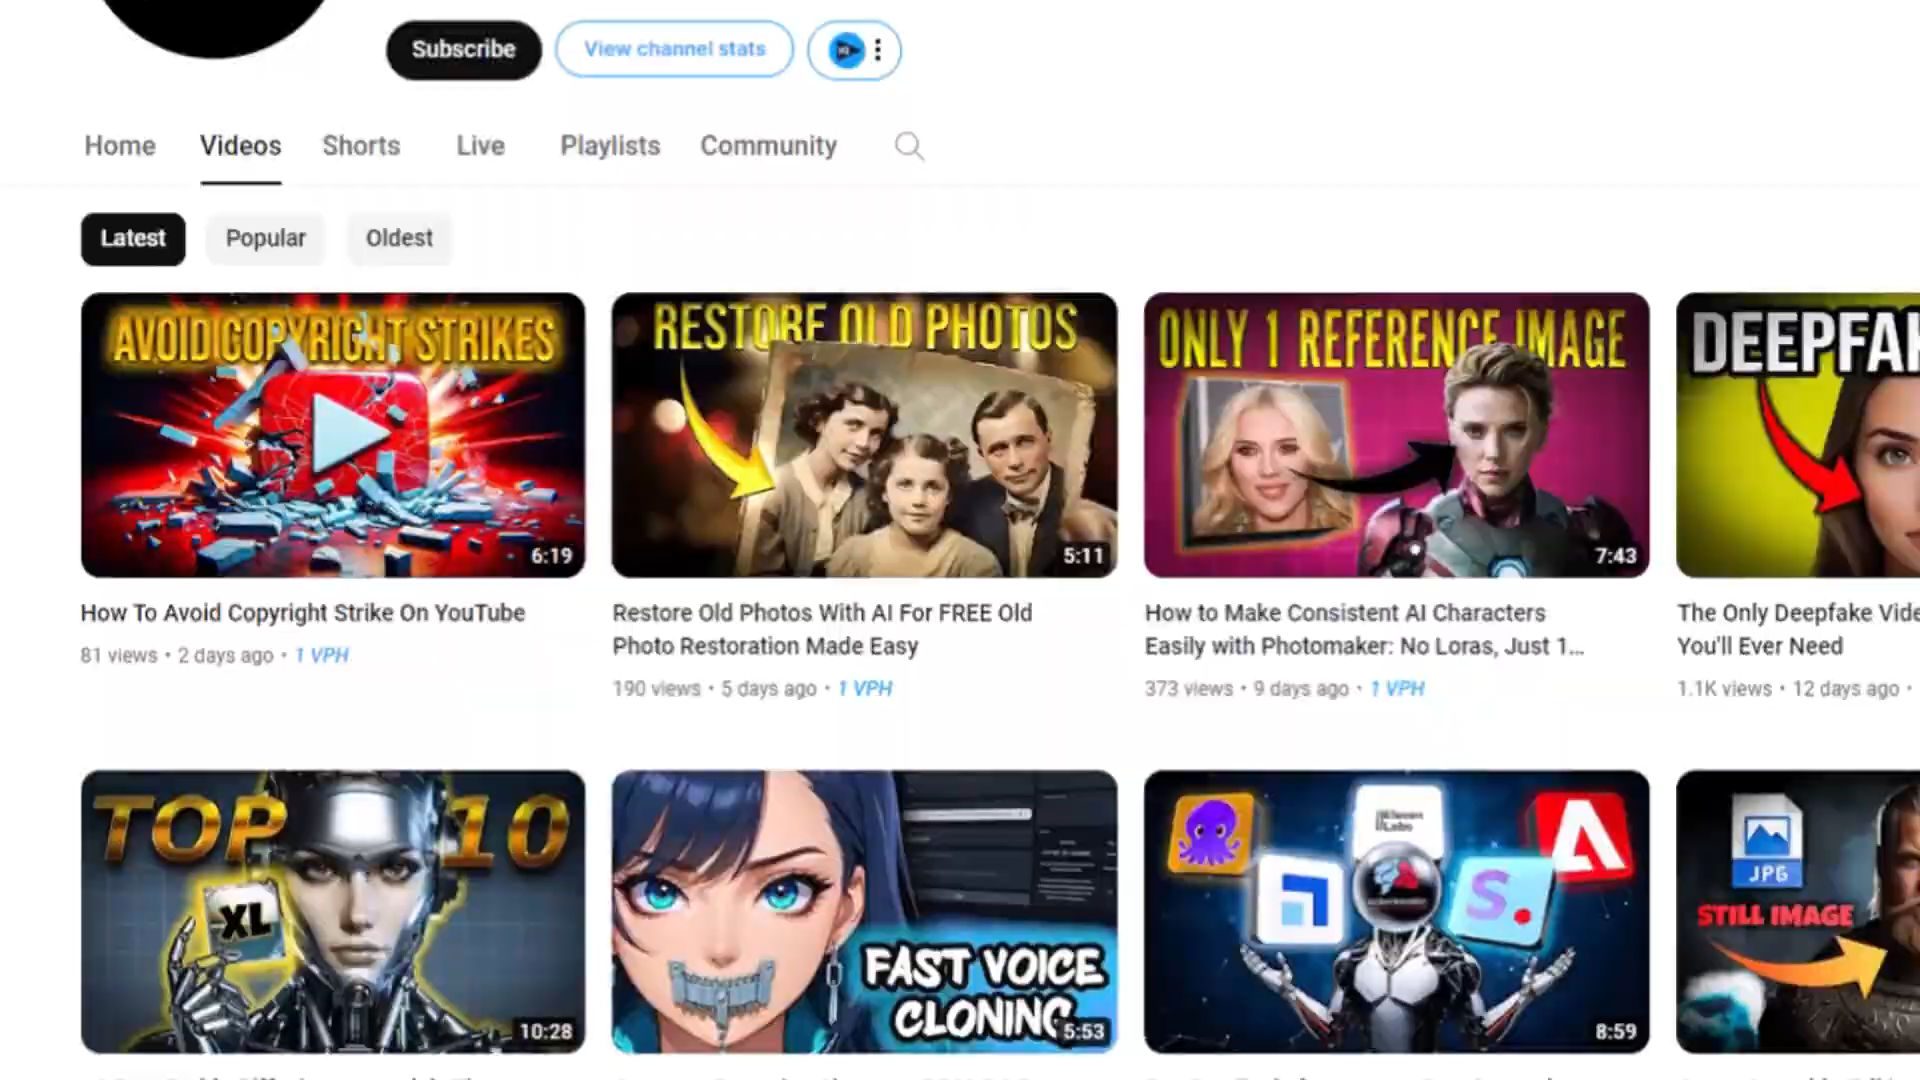 Subscribe
View channel stats
Home
Videos
Shorts
Live
Playlists
Community
Latest
Popular
Oldest
AVOID COPYRIGHT STRIKES
6:19
RESTORE OLD PHOTOS
5:11
ONLY 1 REFERENCE IMAGE
7:43
DEEPFAK
How To Avoid Copyright Strike On YouTube
81 views • 2 days ago • 1 VPH
Restore Old Photos With AI For FREE Old
Photo Restoration Made Easy
190 views • 5 days ago • 1 VPH
How to Make Consistent AI Characters
Easily with Photomaker: No Loras, Just 1...
373 views • 9 days ago • 1 VPH
The Only Deepfake Vide
You'll Ever Need
1.1K views • 12 days ago •
TOP 10
XL
10:28
FAST VOICE
CLONING
5:53
S.
8:59
JPG
STILL IMAGE